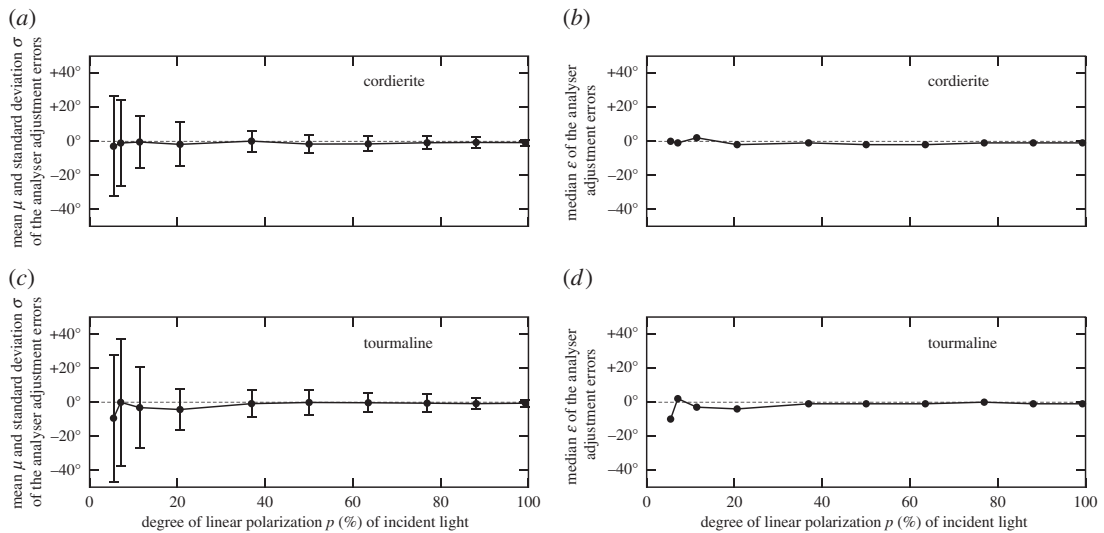 (a)
mean μ and standard deviation σ
of the analyser adjustment errors
+40°
+20°
0°
–20°
–40°
cordierite
(b)
median ε of the analyser
adjustment errors
+40°
+20°
0°
–20°
–40°
cordierite
(c)
mean μ and standard deviation σ
of the analyser adjustment errors
+40°
+20°
0°
–20°
–40°
tourmaline
0 20 40 60 80 100
degree of linear polarization p (%) of incident light
(d)
median ε of the analyser
adjustment errors
+40°
+20°
0°
–20°
–40°
tourmaline
0 20 40 60 80 100
degree of linear polarization p (%) of incident light